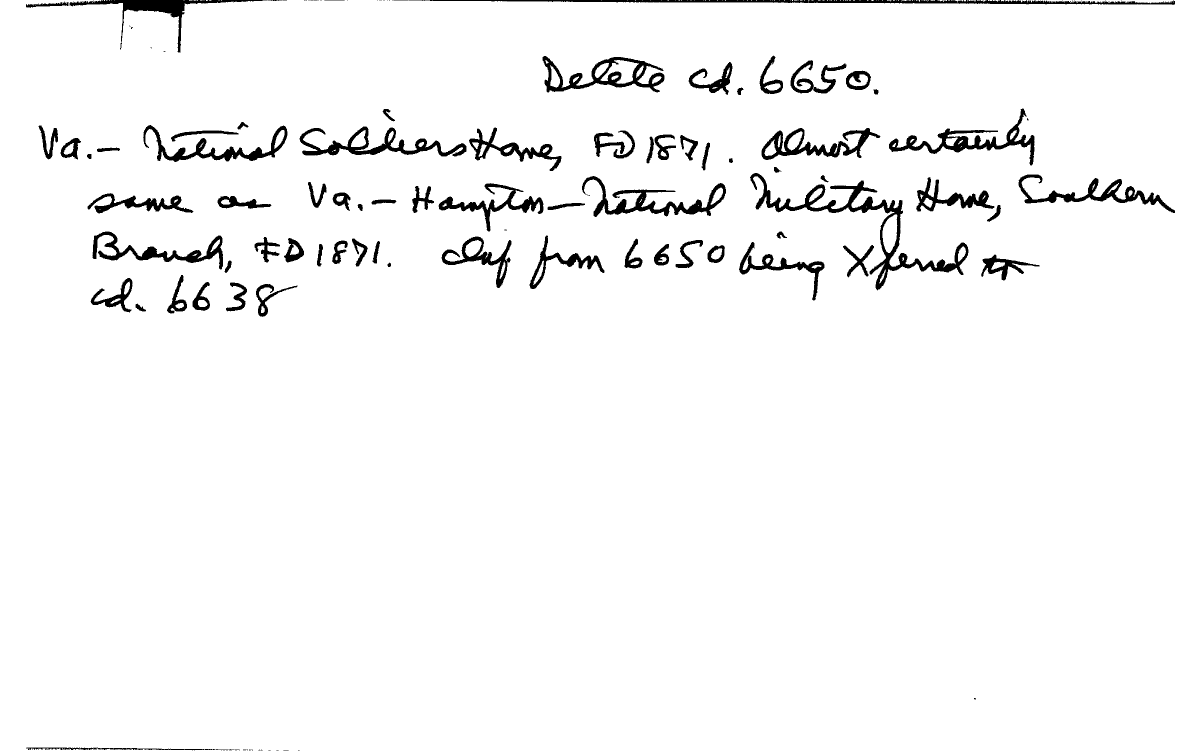 Delete cd. 6650.
Va.- National Soldiers Home, FD 1871. Almost certainly
same as Va.- Hampton-National Military Home, Southern
Branch, FD 1871. Inf from 6650 being Xferred to
cd. 6638